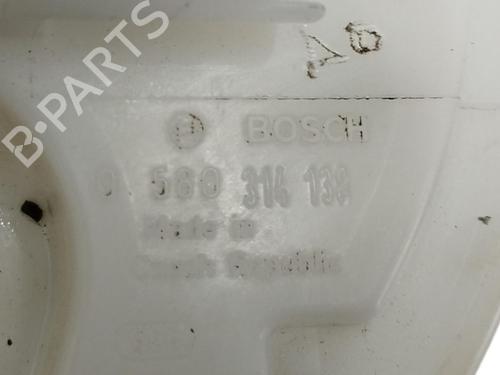 B-PARTS
BOSCH
0 580 314 138
Made in
Czech Republic